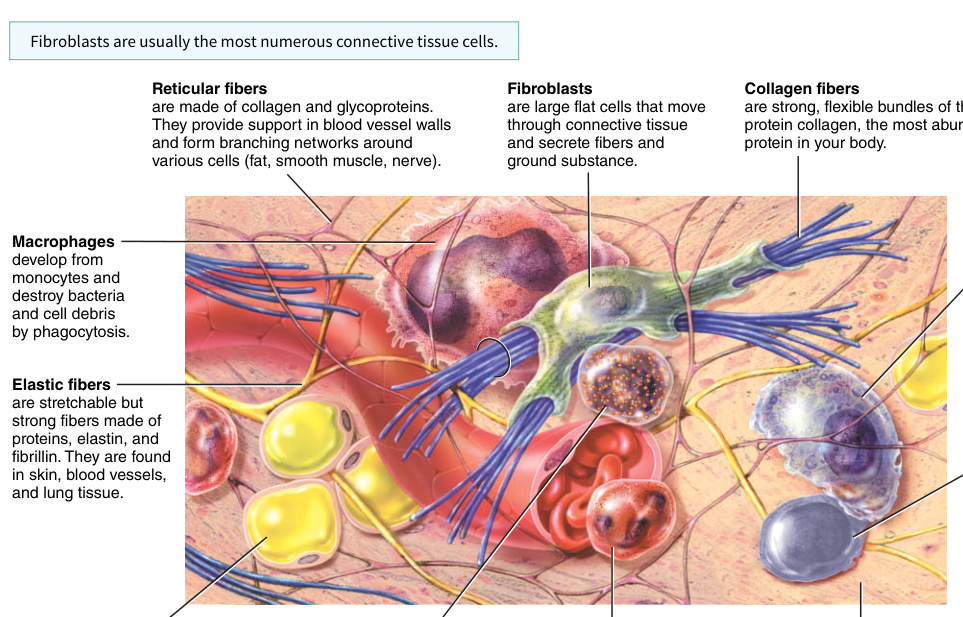 Fibroblasts are usually the most numerous connective tissue cells.
Reticular fibers
are made of collagen and glycoproteins.
They provide support in blood vessel walls
and form branching networks around
various cells (fat, smooth muscle, nerve).
Fibroblasts
are large flat cells that move
through connective tissue
and secrete fibers and
ground substance.
Collagen fibers
are strong, flexible bundles of
protein collagen, the most
protein in your body.
Macrophages
develop from
monocytes and
destroy bacteria
and cell debris
by phagocytosis.
Elastic fibers
are stretchable but
strong fibers made of
proteins, elastin, and
fibrillin. They are found
in skin, blood vessels,
and lung tissue.